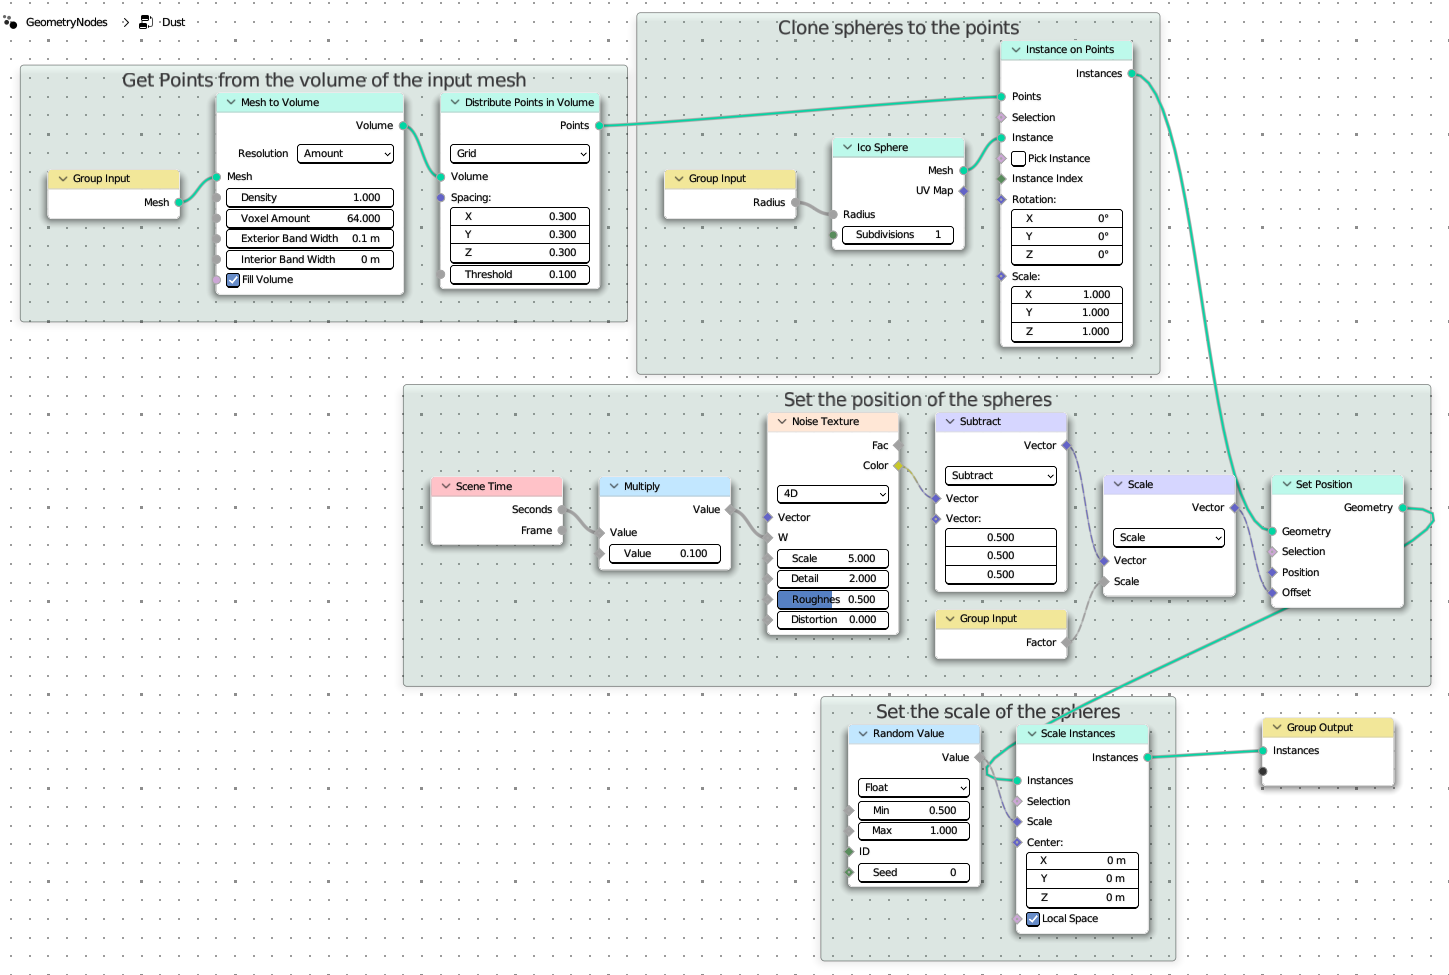 GeometryNodes > Dust
Get Points from the volume of the input mesh
Group Input
Mesh
Mesh to Volume
Volume
Resolution Amount
Mesh
Density 1.000
Voxel Amount 64.000
Exterior Band Width 0.1 m
Interior Band Width 0 m
Fill Volume
Distribute Points in Volume
Points
Grid
Volume
Spacing:
X 0.300
Y 0.300
Z 0.300
Threshold 0.100
Clone spheres to the points
Group Input
Radius
Ico Sphere
Mesh
UV Map
Radius
Subdivisions 1
Instance on Points
Instances
Points
Selection
Instance
Pick Instance
Instance Index
Rotation:
X 0°
Y 0°
Z 0°
Scale:
X 1.000
Y 1.000
Z 1.000
Set the position of the spheres
Scene Time
Seconds
Frame
Multiply
Value
Value
Value 0.100
Noise Texture
Fac
Color
4D
Vector
W
Scale 5.000
Detail 2.000
Roughnes 0.500
Distortion 0.000
Subtract
Vector
Subtract
Vector
Vector:
0.500
0.500
0.500
Group Input
Factor
Scale
Vector
Scale
Vector
Scale
Set Position
Geometry
Geometry
Selection
Position
Offset
Set the scale of the spheres
Random Value
Value
Float
Min 0.500
Max 1.000
ID
Seed 0
Scale Instances
Instances
Instances
Selection
Scale
Center:
X 0 m
Y 0 m
Z 0 m
Local Space
Group Output
Instances